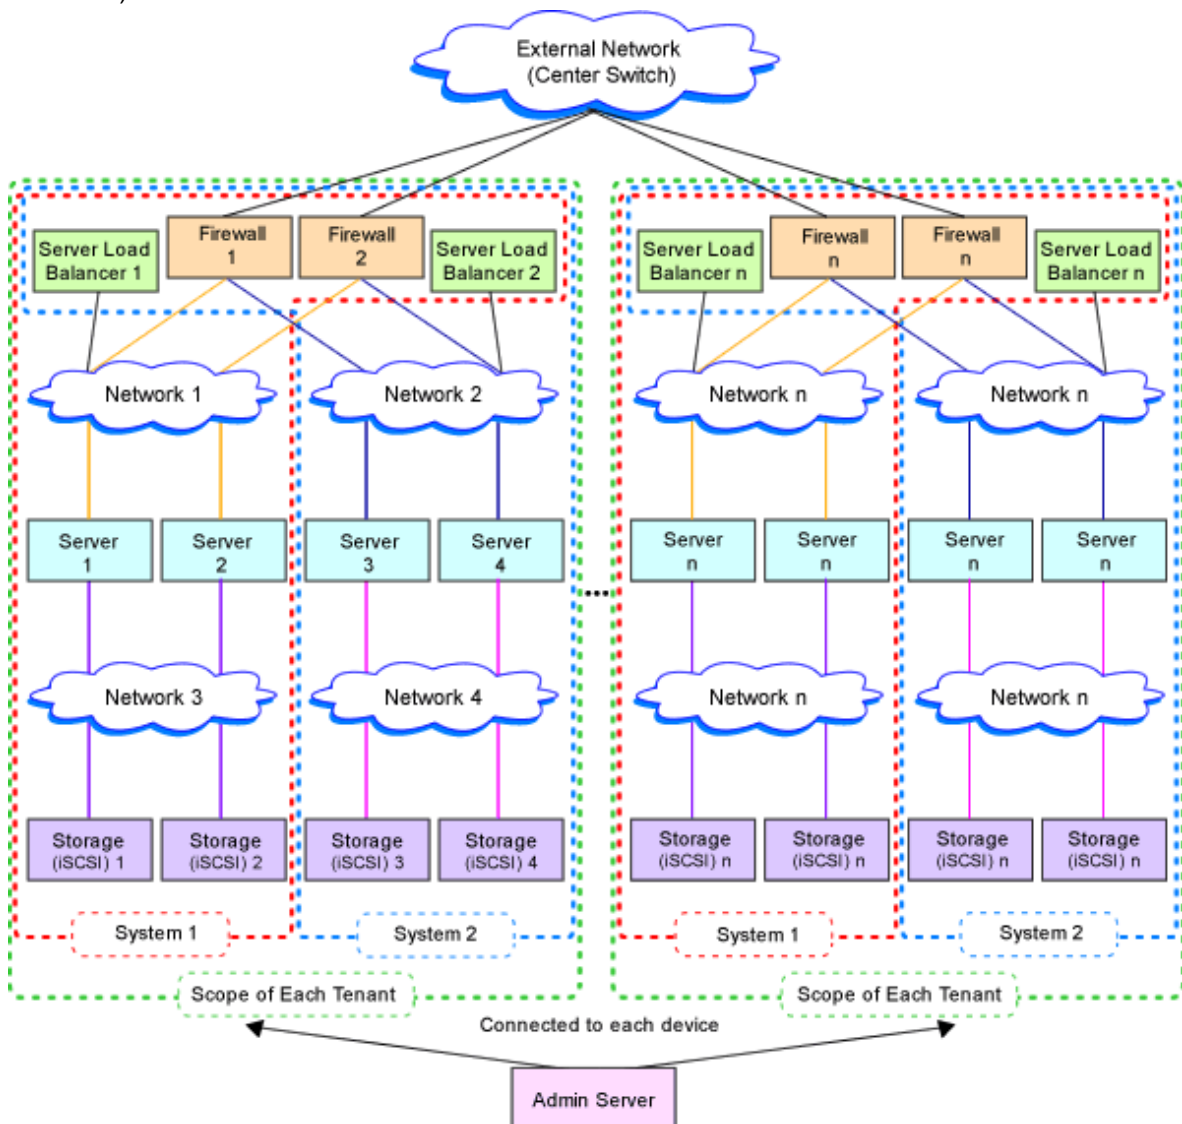 External Network
(Center Switch)
Server Load
Balancer 1
Firewall
1
Firewall
2
Server Load
Balancer 2
Server Load
Balancer n
Firewall
n
Firewall
n
Server Load
Balancer n
Network 1
Network 2
Network n
Network n
Server
1
Server
2
Server
3
Server
4
Server
n
Server
n
Server
n
Server
n
...
Network 3
Network 4
Network n
Network n
Storage
(iSCSI) 1
Storage
(iSCSI) 2
Storage
(iSCSI) 3
Storage
(iSCSI) 4
Storage
(iSCSI) n
Storage
(iSCSI) n
Storage
(iSCSI) n
Storage
(iSCSI) n
System 1
System 2
System 1
System 2
Scope of Each Tenant
Scope of Each Tenant
Connected to each device
Admin Server